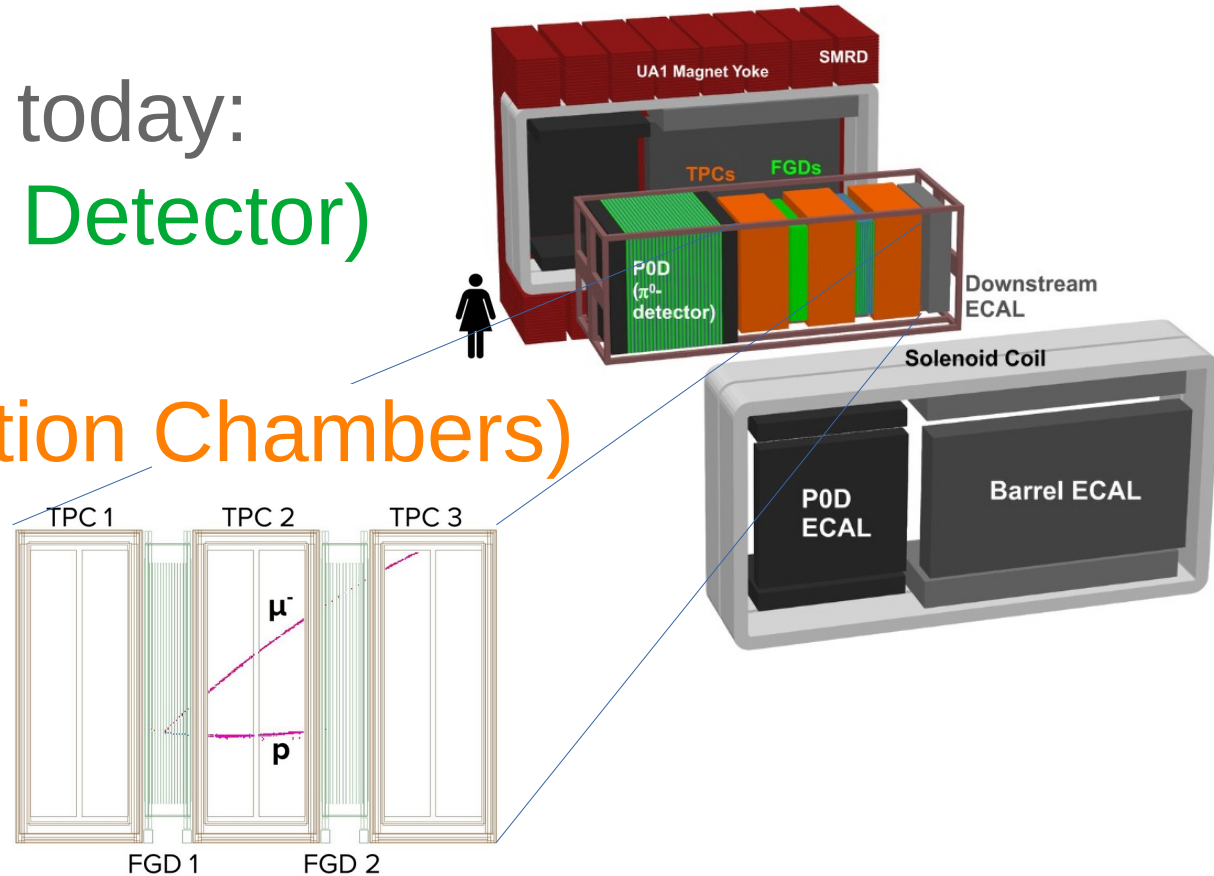 today:
Detector)
tion Chambers)
UA1 Magnet Yoke
SMRD
TPCs
FGDs
P0D
(π⁰-
detector)
Downstream
ECAL
Solenoid Coil
P0D
ECAL
Barrel ECAL
TPC 1
TPC 2
TPC 3
μ⁻
p
FGD 1
FGD 2